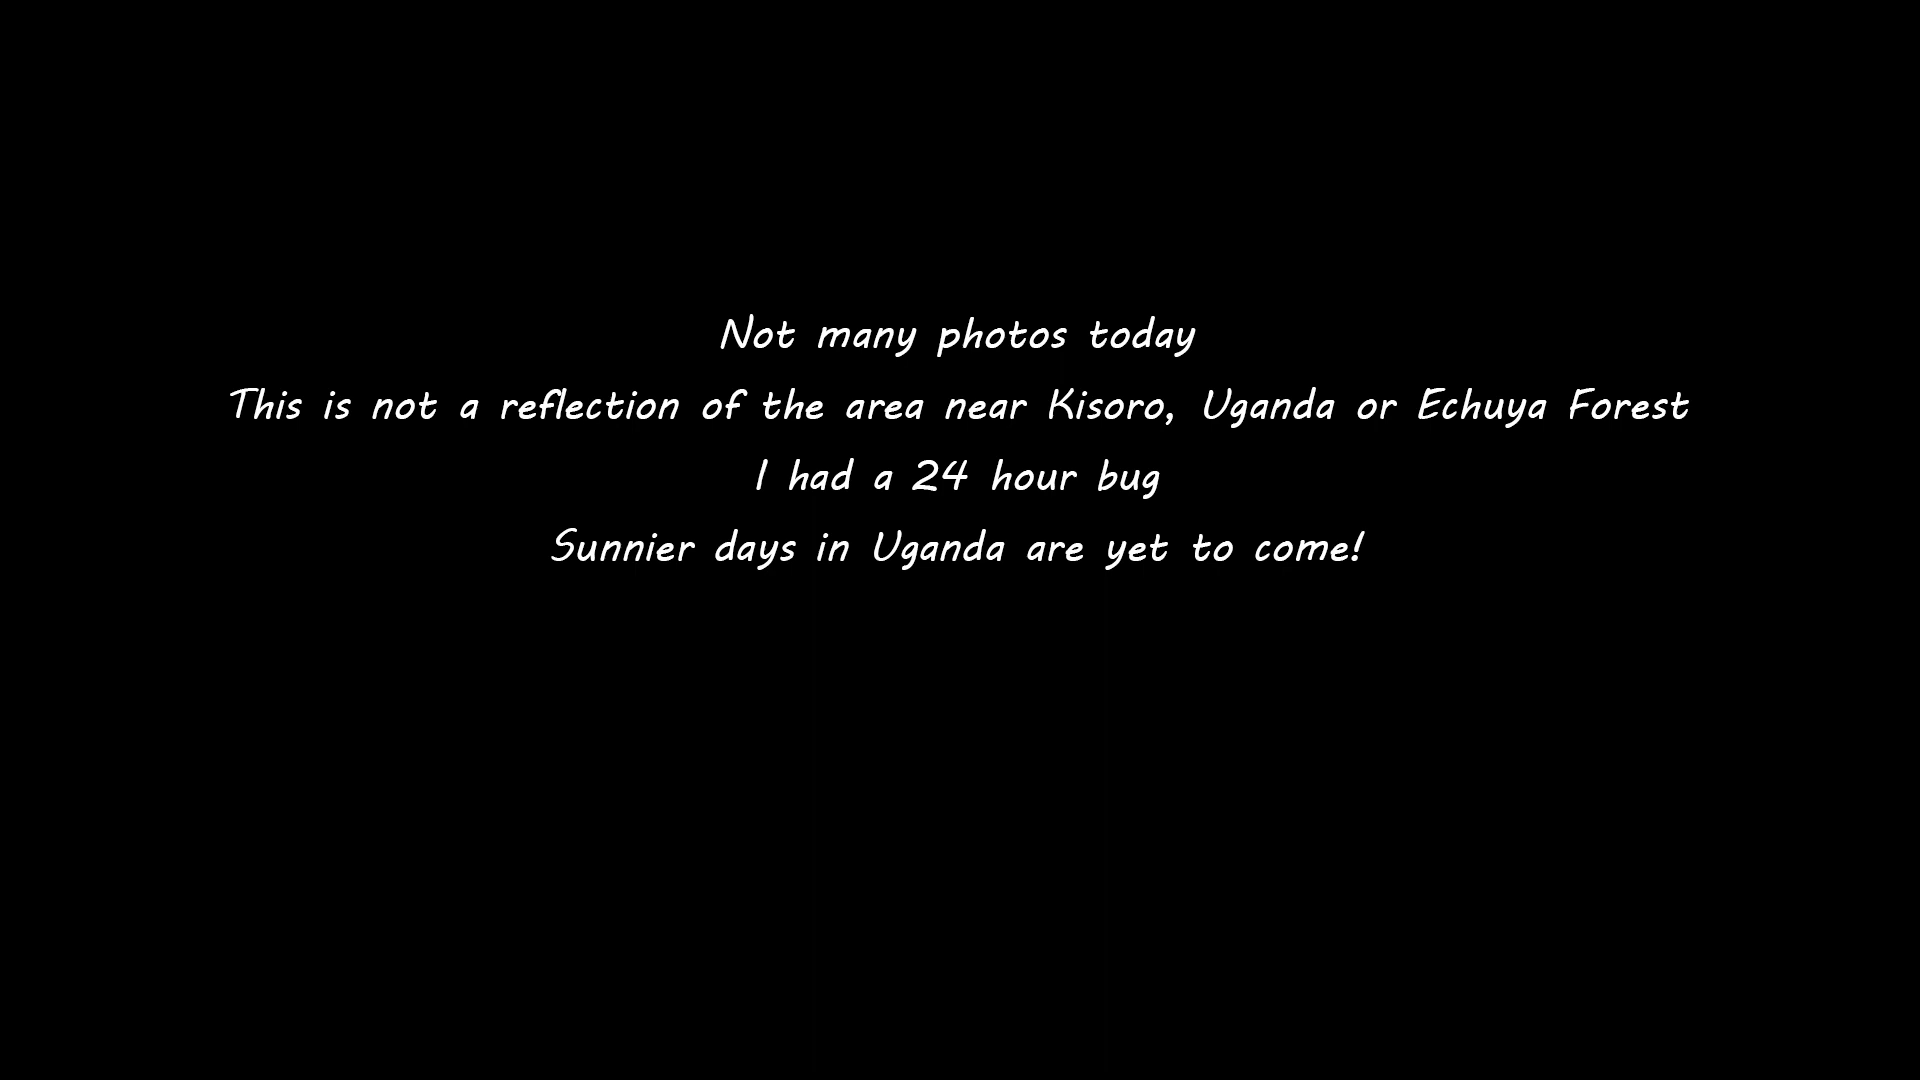 Not many photos today
This is not a reflection of the area near Kisoro, Uganda or Echuya Forest
I had a 24 hour bug
Sunnier days in Uganda are yet to come!